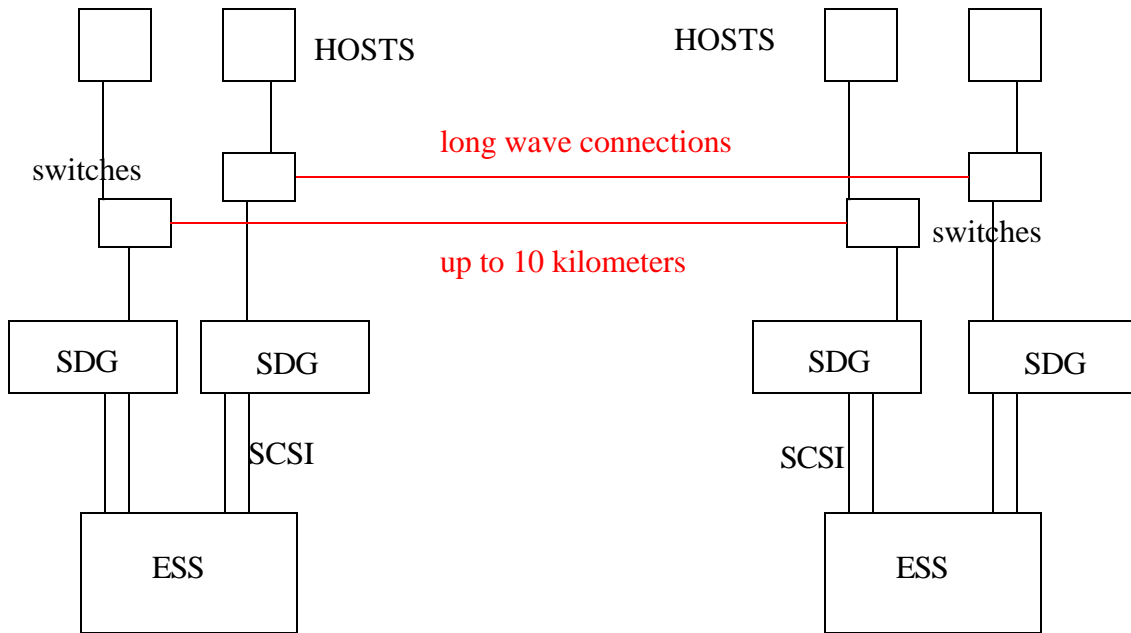 HOSTS
HOSTS
long wave connections
switches
switches
up to 10 kilometers
SDG
SDG
SDG
SDG
SCSI
SCSI
ESS
ESS